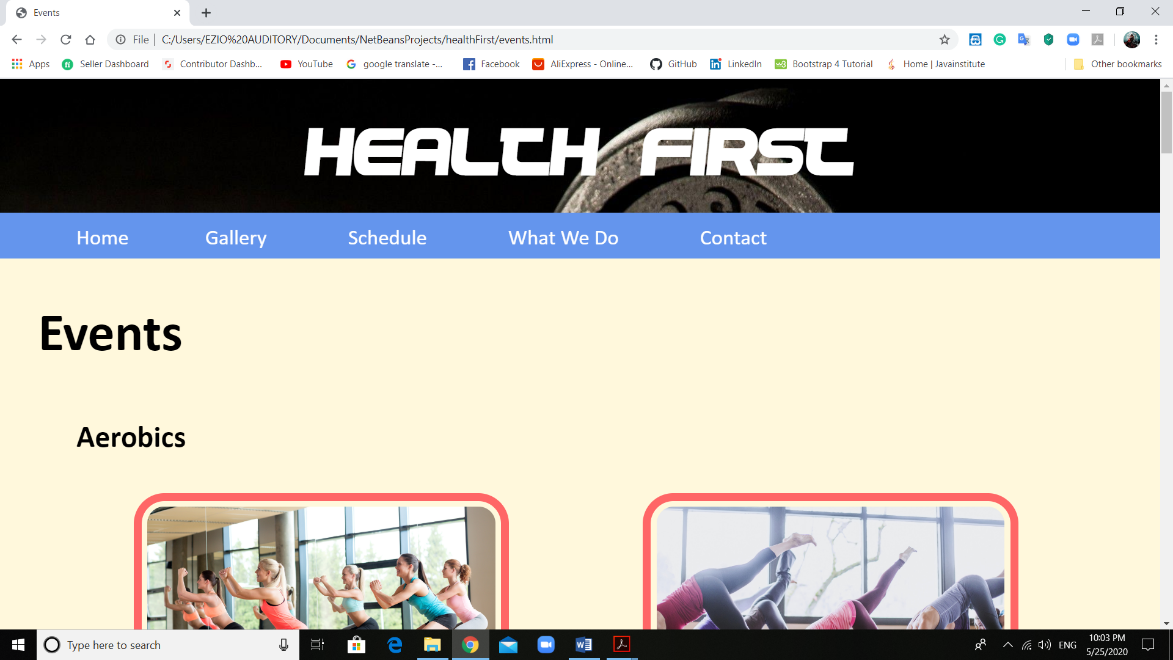 Events
File C:/Users/EZIO%20AUDITORY/Documents/NetBeansProjects/healthFirst/events.html
Apps Seller Dashboard Contributor Dashb... YouTube google translate -... Facebook AliExpress - Online... GitHub LinkedIn Bootstrap 4 Tutorial Home | Javainstitute Other bookmarks
HEALTH FIRST
Home Gallery Schedule What We Do Contact
Events
Aerobics
Type here to search ENG 10:03 PM
5/25/2020